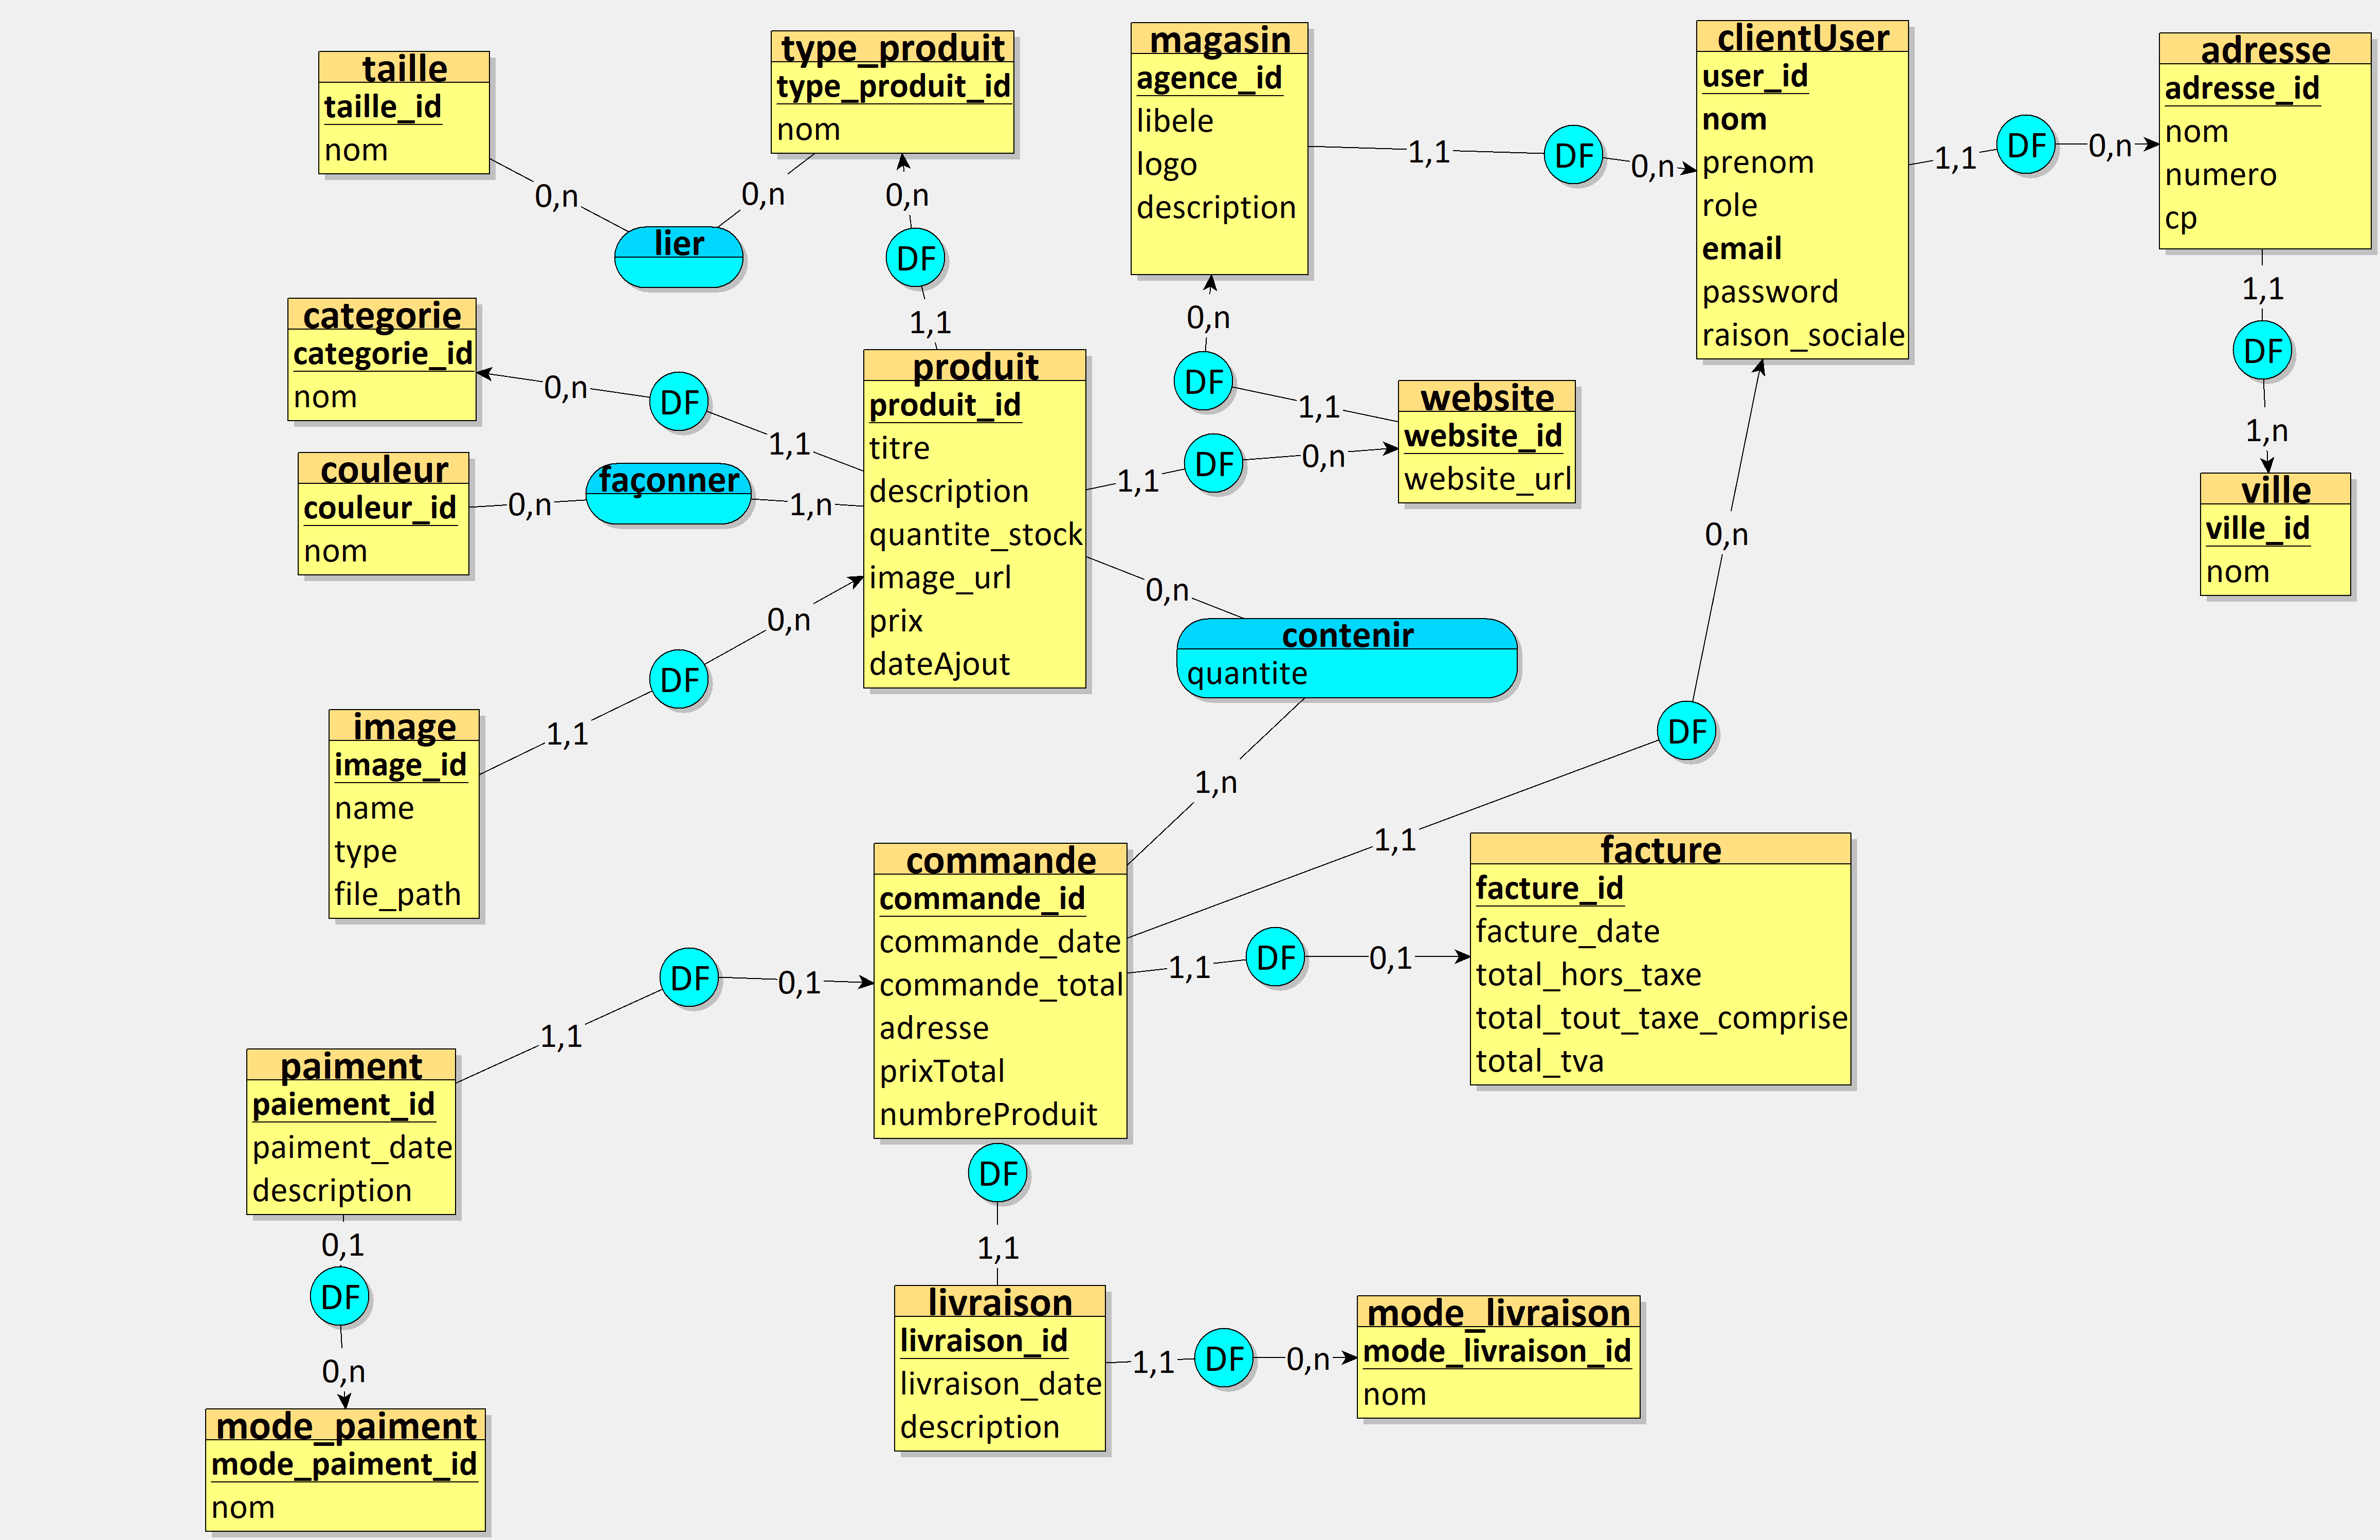 taille
taille_id
nom
type_produit
type_produit_id
nom
magasin
agence_id
libele
logo
description
clientUser
user_id
nom
prenom
role
email
password
raison_sociale
adresse
adresse_id
nom
numero
cp
0,n
0,n
lier
0,n
DF
1,1
1,1
DF
0,n
1,1
DF
0,n
1,1
DF
1,n
ville
ville_id
nom
categorie
categorie_id
nom
0,n
DF
1,1
couleur
couleur_id
nom
0,n
façonner
1,n
produit
produit_id
titre
description
quantite_stock
image_url
prix
dateAjout
0,n
DF
1,1
website
website_id
website_url
1,1
DF
0,n
0,n
contenir
quantite
1,n
0,n
DF
1,1
0,n
DF
1,1
image
image_id
name
type
file_path
commande
commande_id
commande_date
commande_total
adresse
prixTotal
numbreProduit
1,1
DF
0,1
facture
facture_id
facture_date
total_hors_taxe
total_tout_taxe_comprise
total_tva
DF
0,1
1,1
paiment
paiement_id
paiment_date
description
0,1
DF
0,n
mode_paiment
mode_paiment_id
nom
DF
1,1
livraison
livraison_id
livraison_date
description
1,1
DF
0,n
mode_livraison
mode_livraison_id
nom